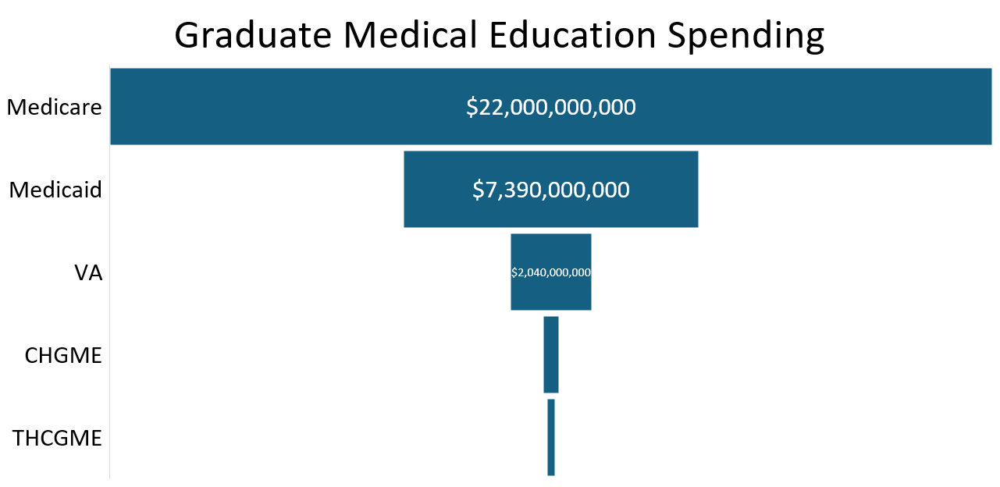 Graduate Medical Education Spending
Medicare
$22,000,000,000
Medicaid
$7,390,000,000
VA
$2,040,000,000
CHGME
THCGME